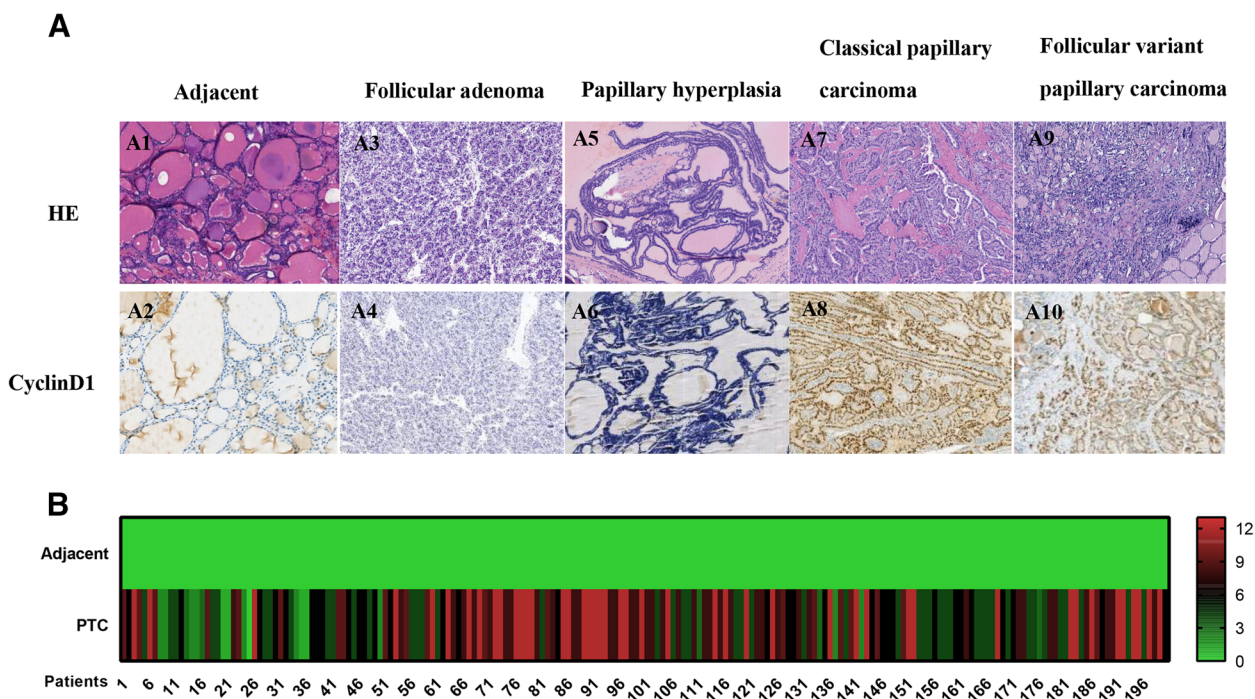 A
Adjacent
Follicular adenoma
Papillary hyperplasia
Classical papillary
carcinoma
Follicular variant
papillary carcinoma
HE
A1
A3
A5
A7
A9
CyclinD1
A2
A4
A6
A8
A10
B
Adjacent
PTC
12
9
6
3
0
Patients
1
6
11
16
21
26
31
36
41
46
51
56
61
66
71
76
81
86
91
96
101
106
111
116
121
126
131
136
141
146
151
156
161
166
171
176
181
186
191
196